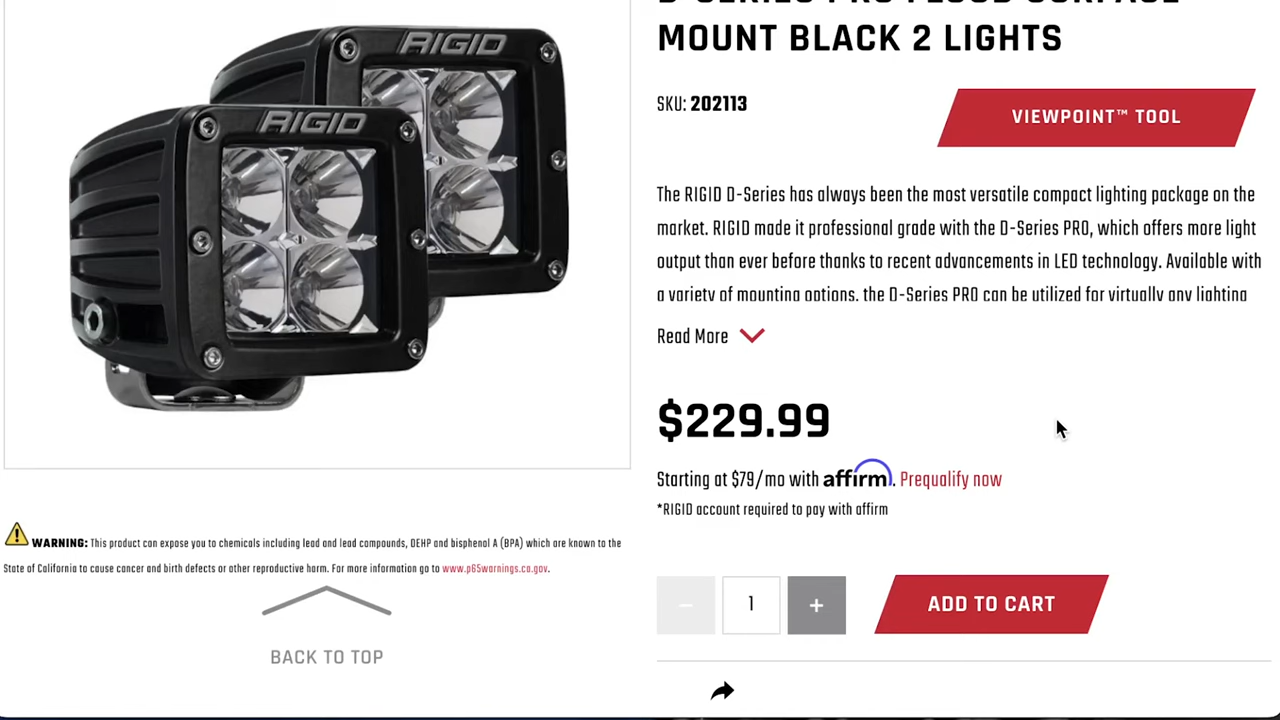 D-SERIES PRO FLOOD SURFACE
MOUNT BLACK 2 LIGHTS
SKU: 202113
VIEWPOINT™ TOOL
The RIGID D-Series has always been the most versatile compact lighting package on the
market. RIGID made it professional grade with the D-Series PRO, which offers more light
output than ever before thanks to recent advancements in LED technology. Available with
a variety of mounting options, the D-Series PRO can be utilized for virtually any lighting
Read More
$229.99
Starting at $79/mo with affirm. Prequalify now
*RIGID account required to pay with affirm
− 1 +
ADD TO CART
RIGID
RIGID
WARNING: This product can expose you to chemicals including lead and lead compounds, DEHP and bisphenol A (BPA) which are known to the
State of California to cause cancer and birth defects or other reproductive harm. For more information go to www.p65warnings.ca.gov.
BACK TO TOP